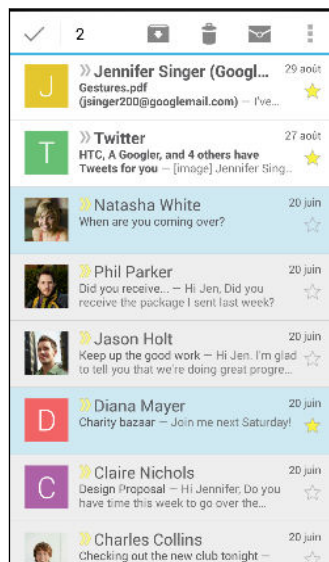 2
J
Jennifer Singer (Googl...
29 août
Gestures.pdf
(jsinger200@googlemail.com) – I've...
T
Twitter
27 août
HTC, A Googler, and 4 others have
Tweets for you – [image] Jennifer Sing..
Natasha White
20 juin
When are you coming over?
Phil Parker
20 juin
Did you receive... – Hi Jen, Did you
receive the package I sent last week?
Jason Holt
20 juin
Keep up the good work – Hi Jen. I'm glad
to tell you that we're doing great progre...
D
Diana Mayer
20 juin
Charity bazaar – Join me next Saturday!
C
Claire Nichols
20 juin
Design Proposal – Hi Jennifer, Do you
have time this week to go over the...
Charles Collins
20 juin
Checking out the new club tonight –